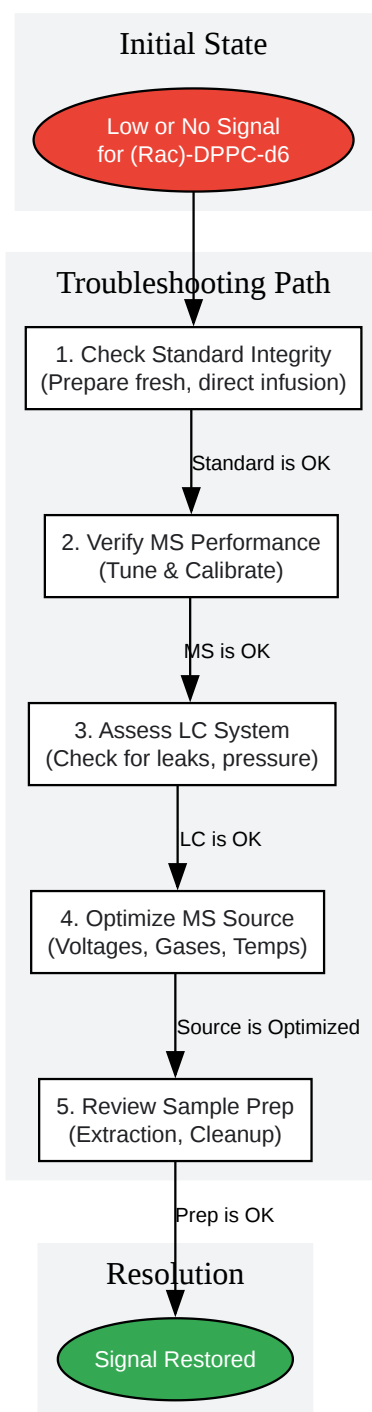 Initial State
Low or No Signal
for (Rac)-DPPC-d6
Troubleshooting Path
1. Check Standard Integrity
(Prepare fresh, direct infusion)
Standard is OK
2. Verify MS Performance
(Tune & Calibrate)
MS is OK
3. Assess LC System
(Check for leaks, pressure)
LC is OK
4. Optimize MS Source
(Voltages, Gases, Temps)
Source is Optimized
5. Review Sample Prep
(Extraction, Cleanup)
Prep is OK
Resolution
Signal Restored